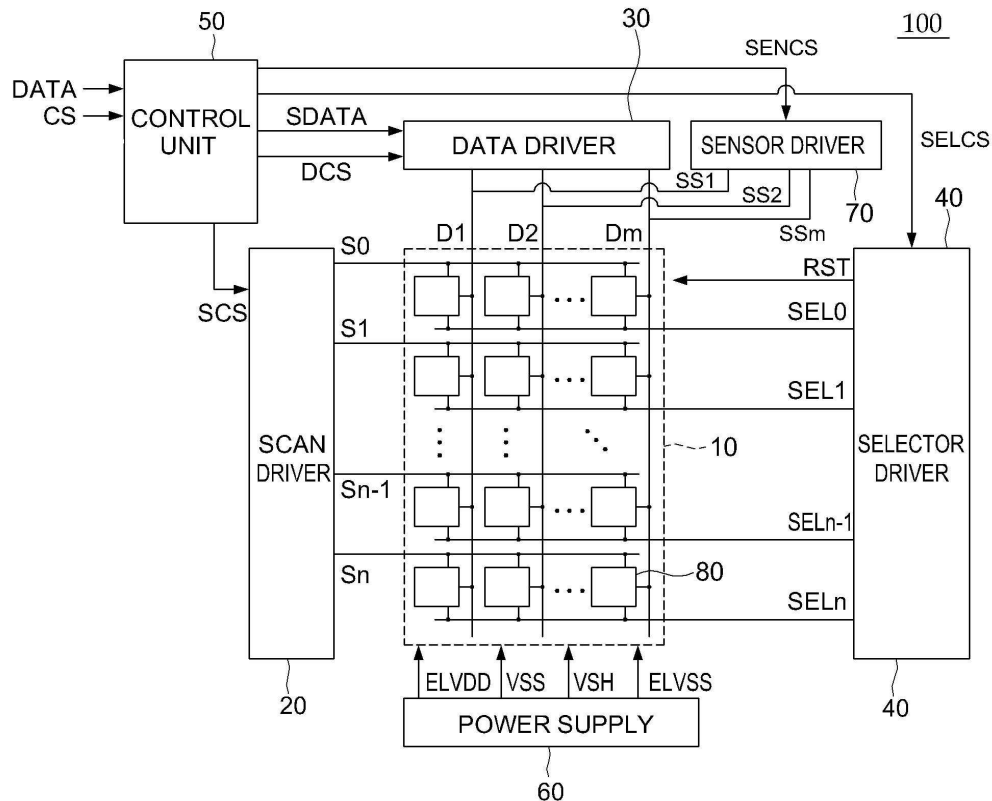 50
30
SENCS
100
DATA
CS
CONTROL
UNIT
SDATA
DCS
DATA DRIVER
SENSOR DRIVER
SELCS
SS1
SS2
SSm
70
40
S0
D1
D2
Dm
RST
SCS
SEL0
S1
SEL1
SCAN
DRIVER
10
SELECTOR
DRIVER
Sn-1
SELn-1
Sn
80
SELn
20
ELVDD
VSS
VSH
ELVSS
40
POWER SUPPLY
60